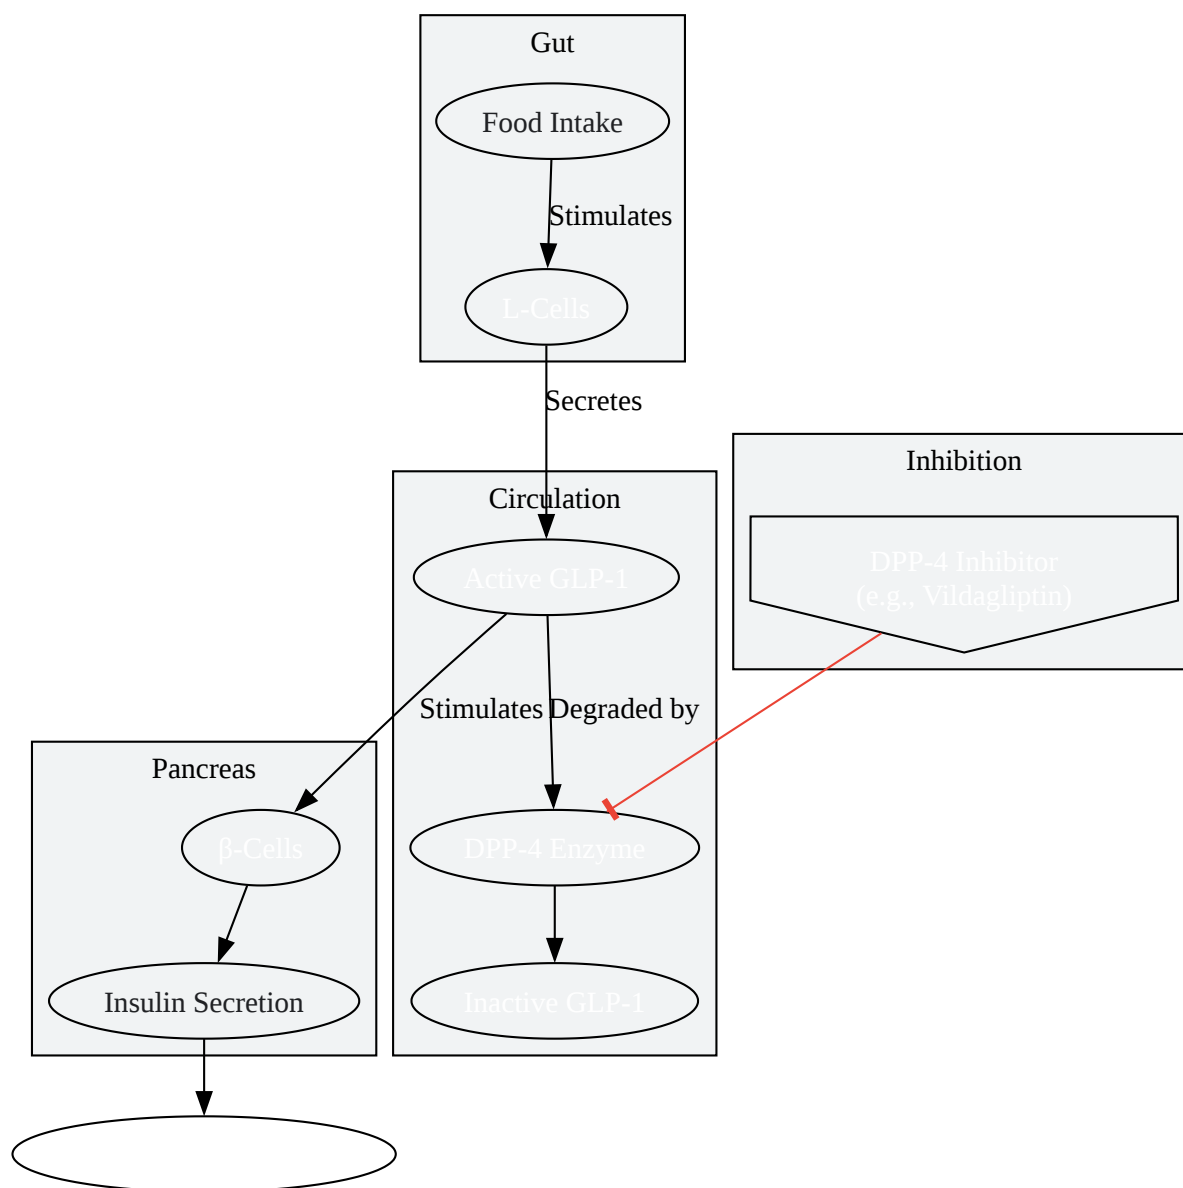 Gut
Food Intake
Stimulates
L-Cells
Secretes
Inhibition
Circulation
DPP-4 Inhibitor
(e.g., Vildagliptin)
Active GLP-1
Stimulates
Degraded by
Pancreas
β-Cells
DPP-4 Enzyme
Insulin Secretion
Inactive GLP-1